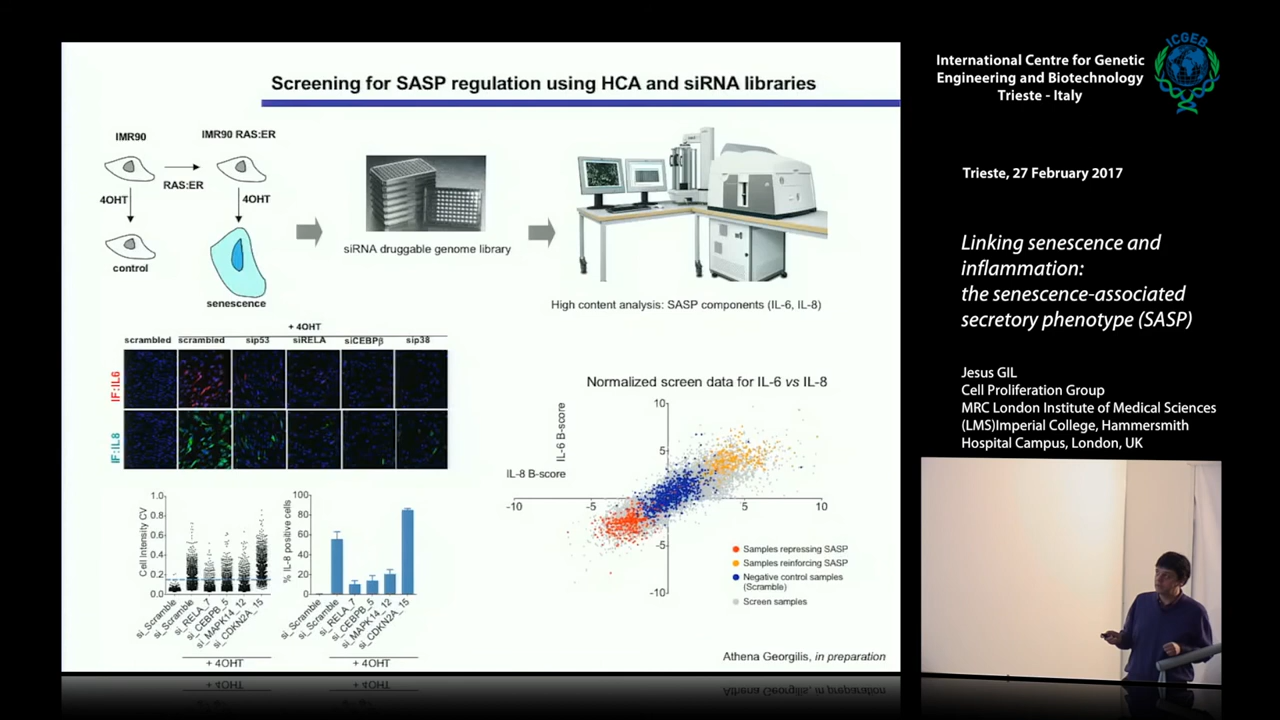 Screening for SASP regulation using HCA and siRNA libraries
IMR90
IMR90 RAS:ER
RAS:ER
4OHT
4OHT
control
senescence
siRNA druggable genome library
High content analysis: SASP components (IL-6, IL-8)
+ 4OHT
scrambled scrambled sip53 siRELA siCEBPβ sip38
IF:IL6
IF:IL8
Cell Intensity CV
1.0
0.8
0.6
0.4
0.2
0.0
si_Scramble
si_Scramble
si_RELA_7
si_CEBPB_5
si_MAPK14_12
si_CDKN2A_15
+ 4OHT
% IL-8 positive cells
100
80
60
40
20
0
si_Scramble
si_Scramble
si_RELA_7
si_CEBPB_5
si_MAPK14_12
si_CDKN2A_15
+ 4OHT
Normalized screen data for IL-6 vs IL-8
IL-6 B-score
IL-8 B-score
10
5
-5
-10
-10
-5
5
10
Samples repressing SASP
Samples reinforcing SASP
Negative control samples
(Scramble)
Screen samples
Athena Georgilis, in preparation
International Centre for Genetic
Engineering and Biotechnology
Trieste - Italy
ICGEB
Trieste, 27 February 2017
Linking senescence and
inflammation:
the senescence-associated
secretory phenotype (SASP)
Jesus GIL
Cell Proliferation Group
MRC London Institute of Medical Sciences
(LMS)Imperial College, Hammersmith
Hospital Campus, London, UK